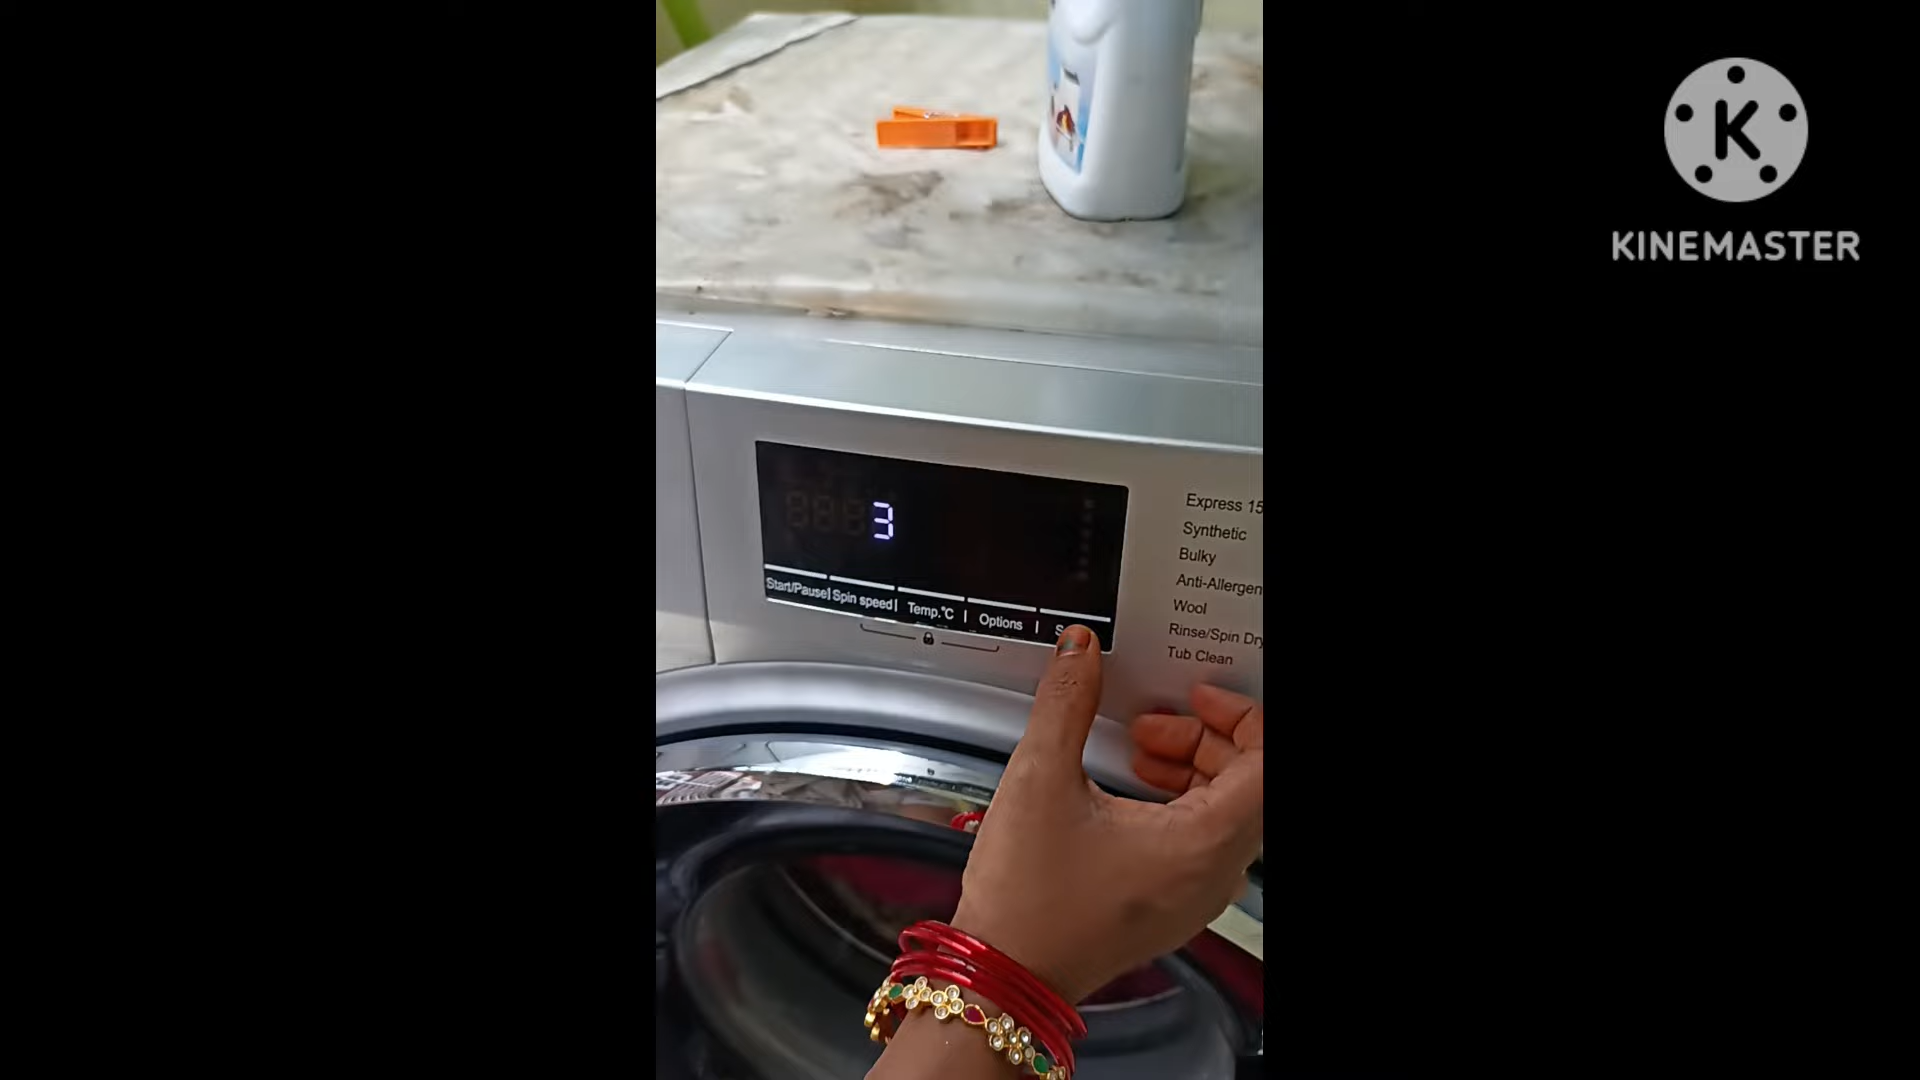 K
KINEMASTER
3
Start/Pause| Spin speed| Temp.°C | Options |
Express 15
Synthetic
Bulky
Anti-Allergen
Wool
Rinse/Spin Dry
Tub Clean